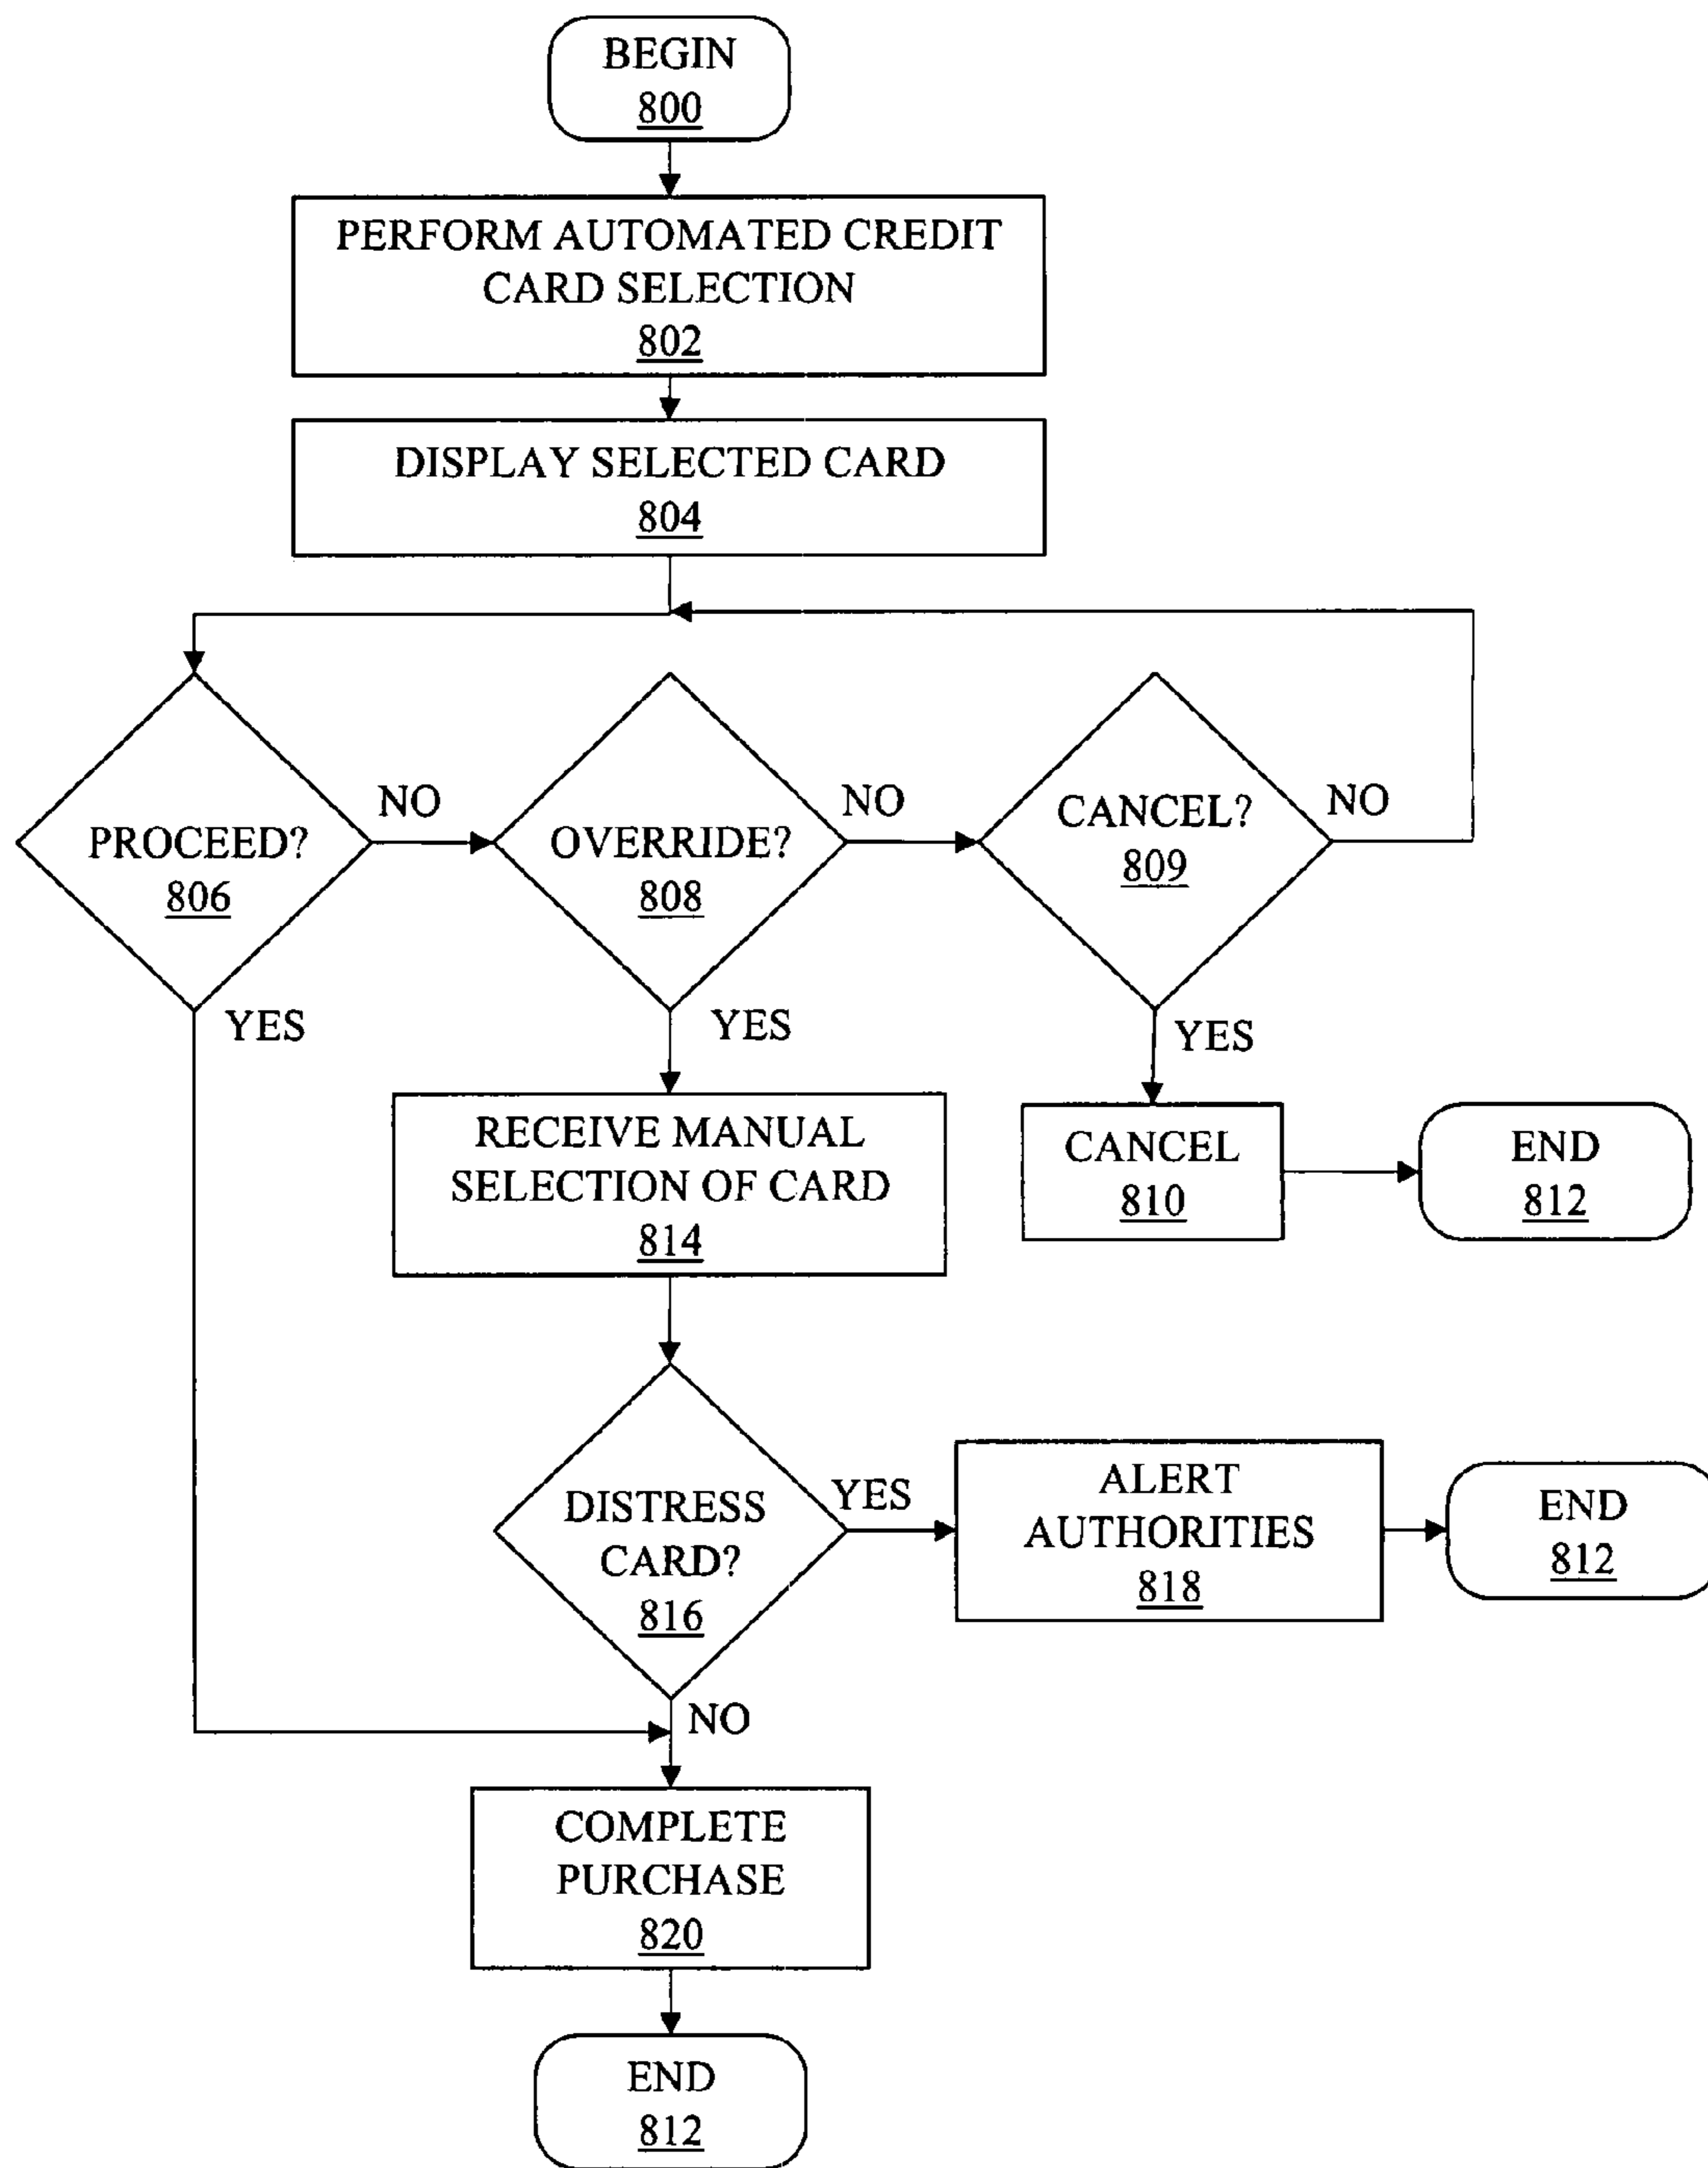 BEGIN
800
PERFORM AUTOMATED CREDIT
CARD SELECTION
802
DISPLAY SELECTED CARD
804
PROCEED?
806
NO
OVERRIDE?
808
NO
CANCEL?
809
NO
YES
YES
YES
RECEIVE MANUAL
SELECTION OF CARD
814
CANCEL
810
END
812
DISTRESS
CARD?
816
YES
ALERT
AUTHORITIES
818
END
812
NO
COMPLETE
PURCHASE
820
END
812